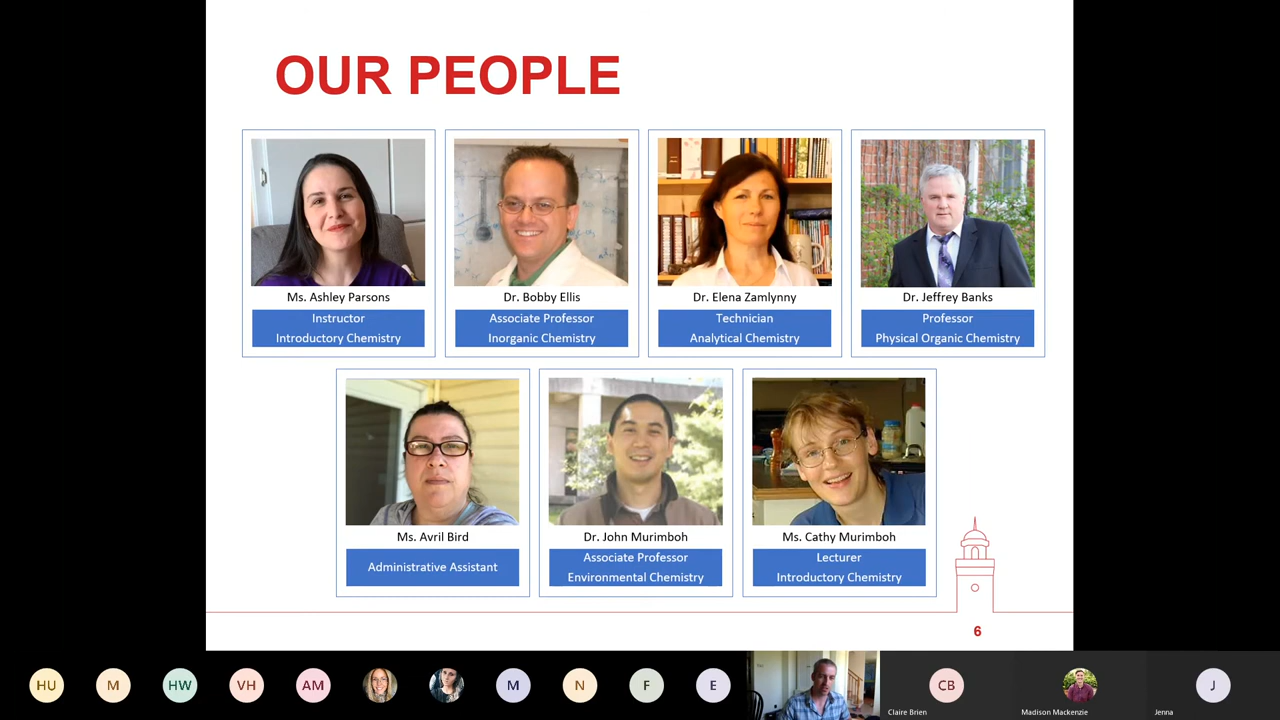 OUR PEOPLE
Ms. Ashley Parsons
Instructor
Introductory Chemistry
Dr. Bobby Ellis
Associate Professor
Inorganic Chemistry
Dr. Elena Zamlynny
Technician
Analytical Chemistry
Dr. Jeffrey Banks
Professor
Physical Organic Chemistry
Ms. Avril Bird
Administrative Assistant
Dr. John Murimboh
Associate Professor
Environmental Chemistry
Ms. Cathy Murimboh
Lecturer
Introductory Chemistry
6
HU
M
HW
VH
AM
M
N
F
E
CB
Claire Brien
Madison Mackenzie
J
Jenna